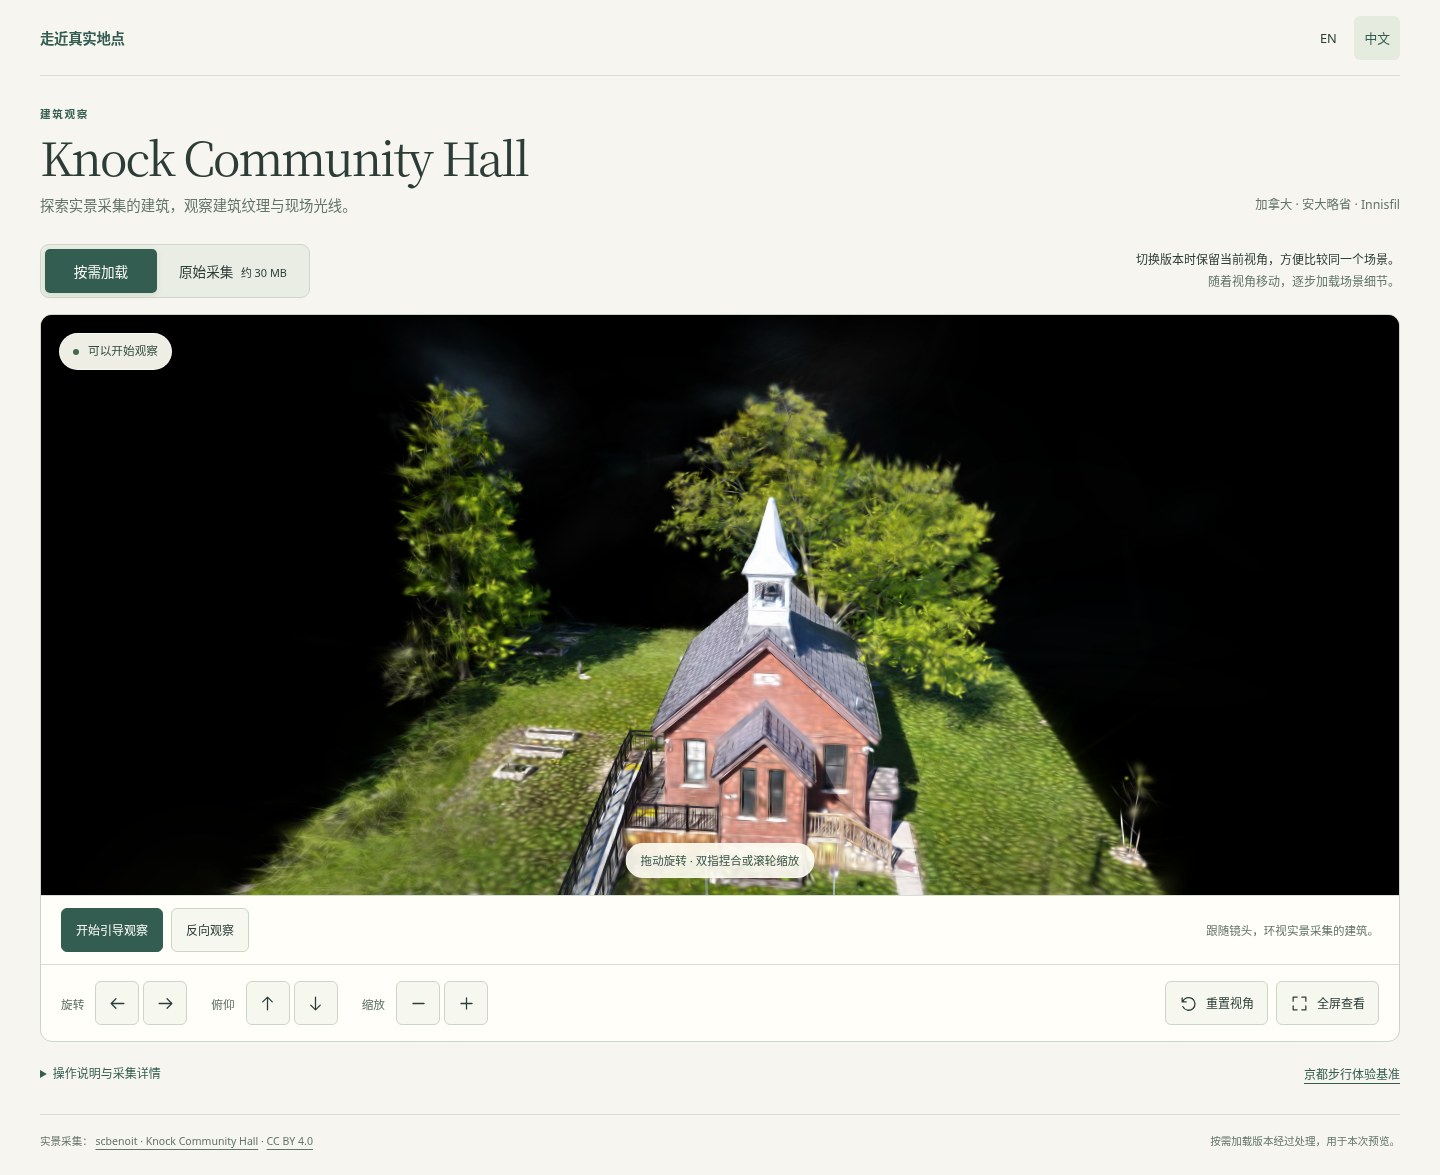 走近真实地点
EN 中文
建筑观察
Knock Community Hall
探索实景采集的建筑，观察建筑纹理与现场光线。
加拿大 · 安大略省 · Innisfil
按需加载 原始采集 约 30 MB
切换版本时保留当前视角，方便比较同一个场景。
随着视角移动，逐步加载场景细节。
可以开始观察
拖动旋转 · 双指捏合或滚轮缩放
开始引导观察 反向观察
跟随镜头，环视实景采集的建筑。
旋转 俯仰 缩放
重置视角 全屏查看
操作说明与采集详情
京都步行体验基准
实景采集： scbenoit · Knock Community Hall · CC BY 4.0
按需加载版本经过处理，用于本次预览。